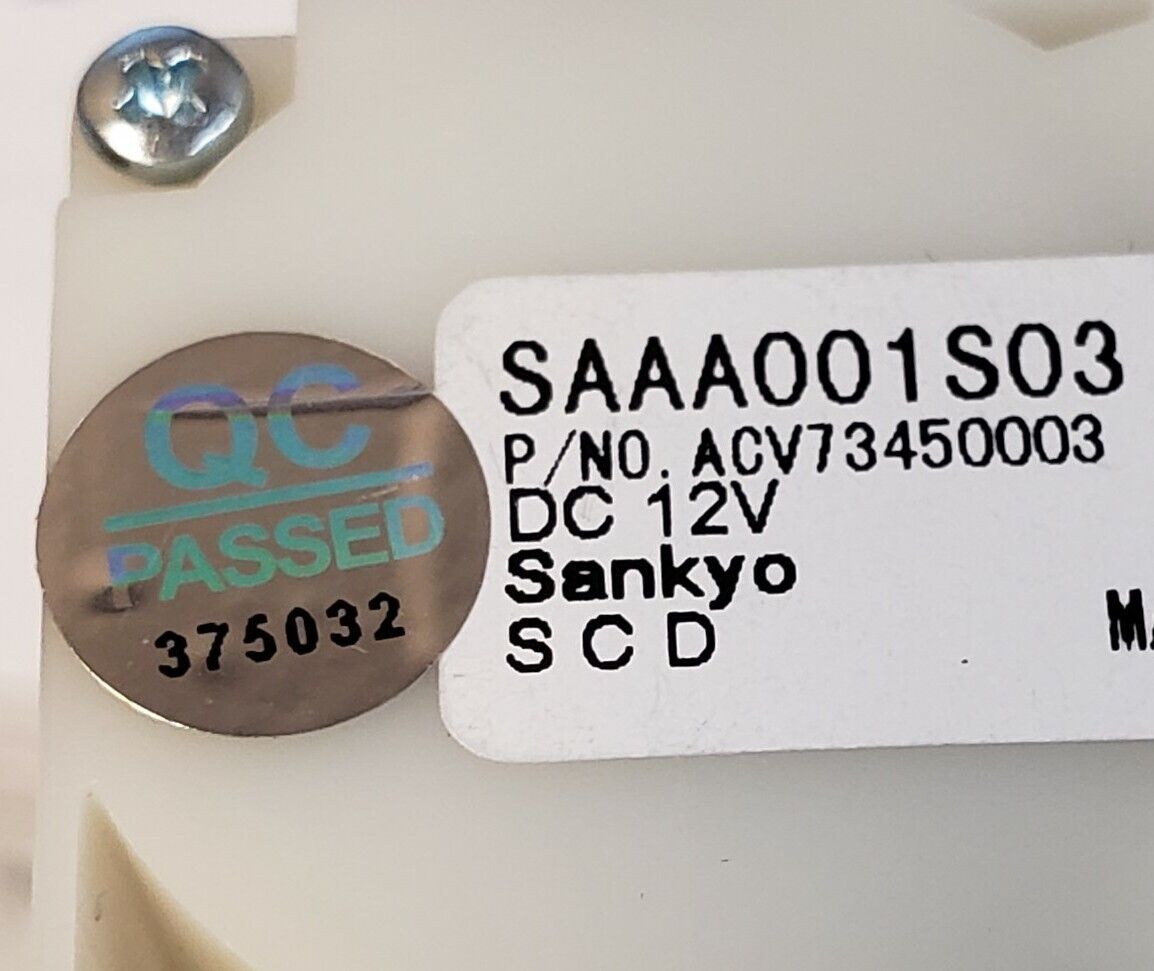 QC
PASSED
375032
SAAA001S03
P/NO. ACV73450003
DC 12V
Sankyo
S C D